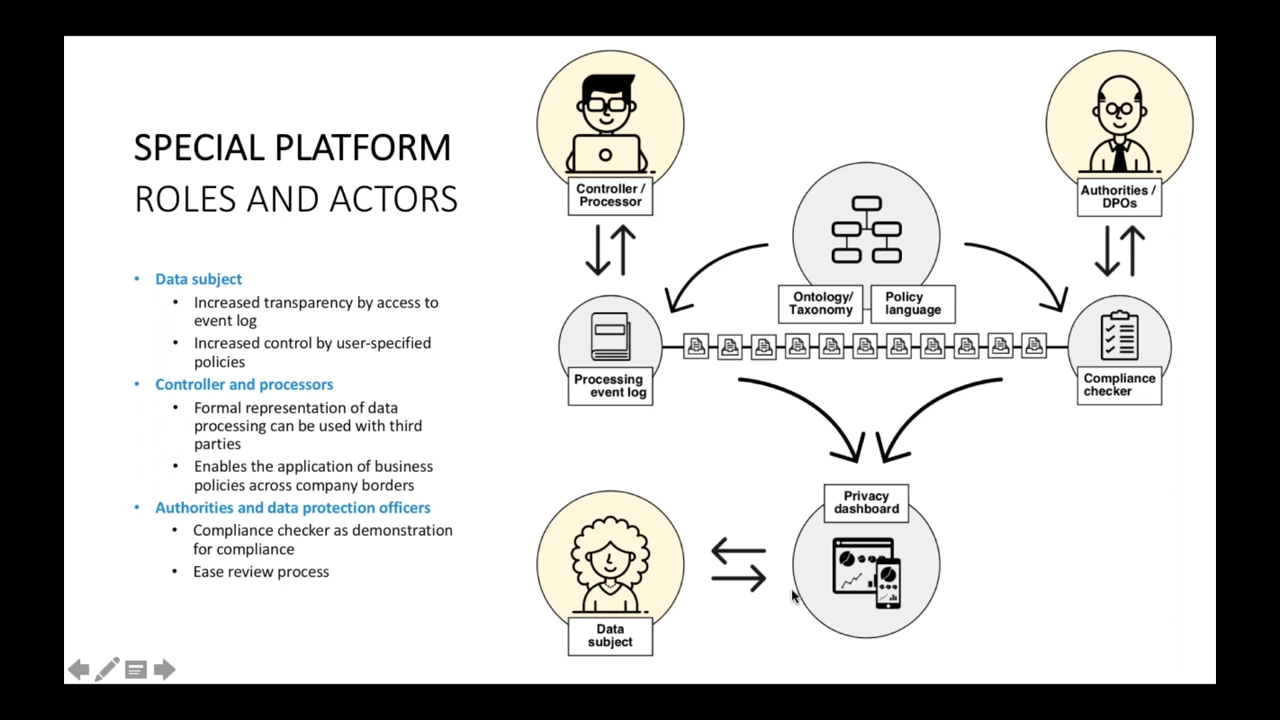 SPECIAL PLATFORM
ROLES AND ACTORS
• Data subject
• Increased transparency by access to
event log
• Increased control by user-specified
policies
• Controller and processors
• Formal representation of data
processing can be used with third
parties
• Enables the application of business
policies across company borders
• Authorities and data protection officers
• Compliance checker as demonstration
for compliance
• Ease review process
Controller /
Processor
Authorities /
DPOs
Ontology/
Taxonomy
Policy
language
Processing
event log
Compliance
checker
Privacy
dashboard
Data
subject